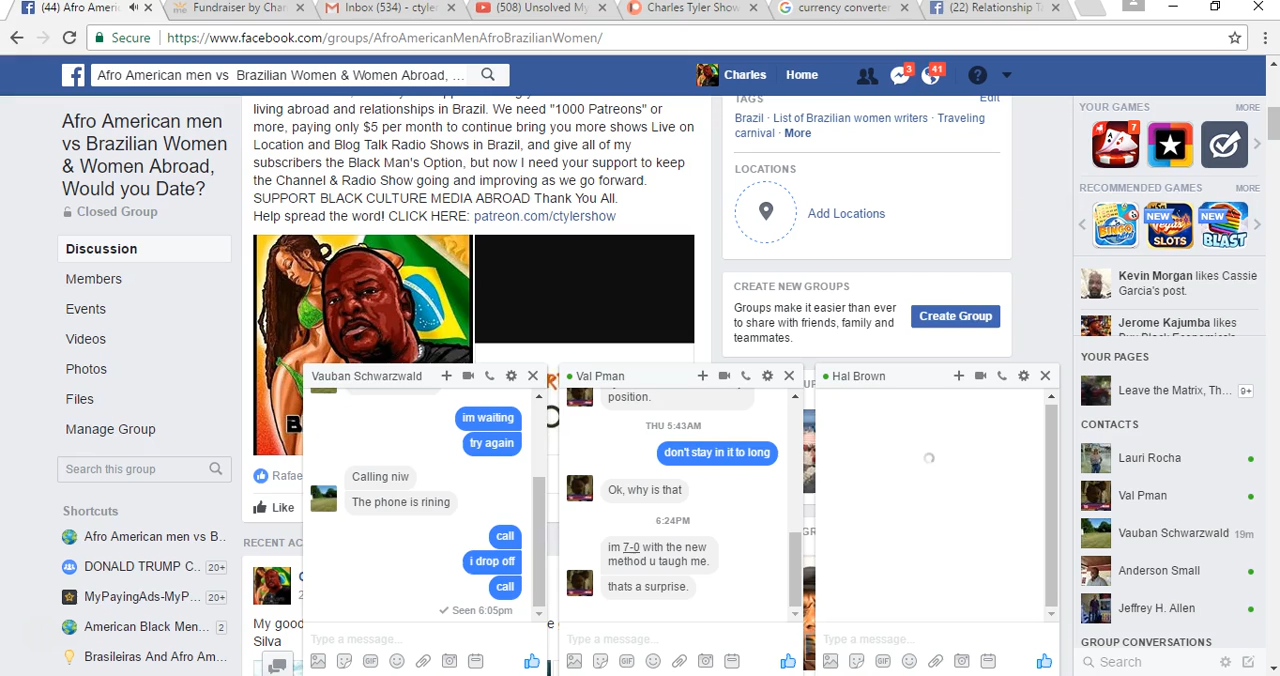 (44) Afro Americ
Fundraiser by Char
Inbox (534) - ctyler
(508) Unsolved My
Charles Tyler Show
currency converter
(22) Relationship T
Secure
https://www.facebook.com/groups/AfroAmericanMenAfroBrazilianWomen/
Afro American men vs Brazilian Women & Women Abroad, ...
Charles
Home
3
41
Afro American men
vs Brazilian Women
& Women Abroad,
Would you Date?
Closed Group
Discussion
Members
Events
Videos
Photos
Files
Manage Group
Search this group
Shortcuts
Afro American men vs B...
DONALD TRUMP C... 20+
MyPayingAds-MyP... 20+
American Black Men... 2
Brasileiras And Afro Am...
living abroad and relationships in Brazil. We need "1000 Patreons" or
more, paying only $5 per month to continue bring you more shows Live on
Location and Blog Talk Radio Shows in Brazil, and give all of my
subscribers the Black Man's Option, but now I need your support to keep
the Channel & Radio Show going and improving as we go forward.
SUPPORT BLACK CULTURE MEDIA ABROAD Thank You All.
Help spread the word! CLICK HERE: patreon.com/ctylershow
Rafae
Like
RECENT AC
My good
Silva
TAGS
Edit
Brazil · List of Brazilian women writers · Traveling
carnival · More
LOCATIONS
Add Locations
CREATE NEW GROUPS
Groups make it easier than ever
to share with friends, family and
teammates.
Create Group
Vauban Schwarzwald
im waiting
try again
Calling niw
The phone is rining
call
i drop off
call
Seen 6:05pm
Type a message...
GIF
Val Pman
position.
THU 5:43AM
don't stay in it to long
Ok, why is that
6:24PM
im 7-0 with the new
method u taugh me.
thats a surprise.
Type a message...
GIF
Hal Brown
Type a message...
GIF
YOUR GAMES
MORE
7
RECOMMENDED GAMES
MORE
BINGO
NEW
VEGAS
SLOTS
NEW
BLAST
Kevin Morgan likes Cassie
Garcia's post.
Jerome Kajumba likes
YOUR PAGES
Leave the Matrix, Th... 9+
CONTACTS
Lauri Rocha
Val Pman
Vauban Schwarzwald 19m
Anderson Small
Jeffrey H. Allen
GROUP CONVERSATIONS
Search